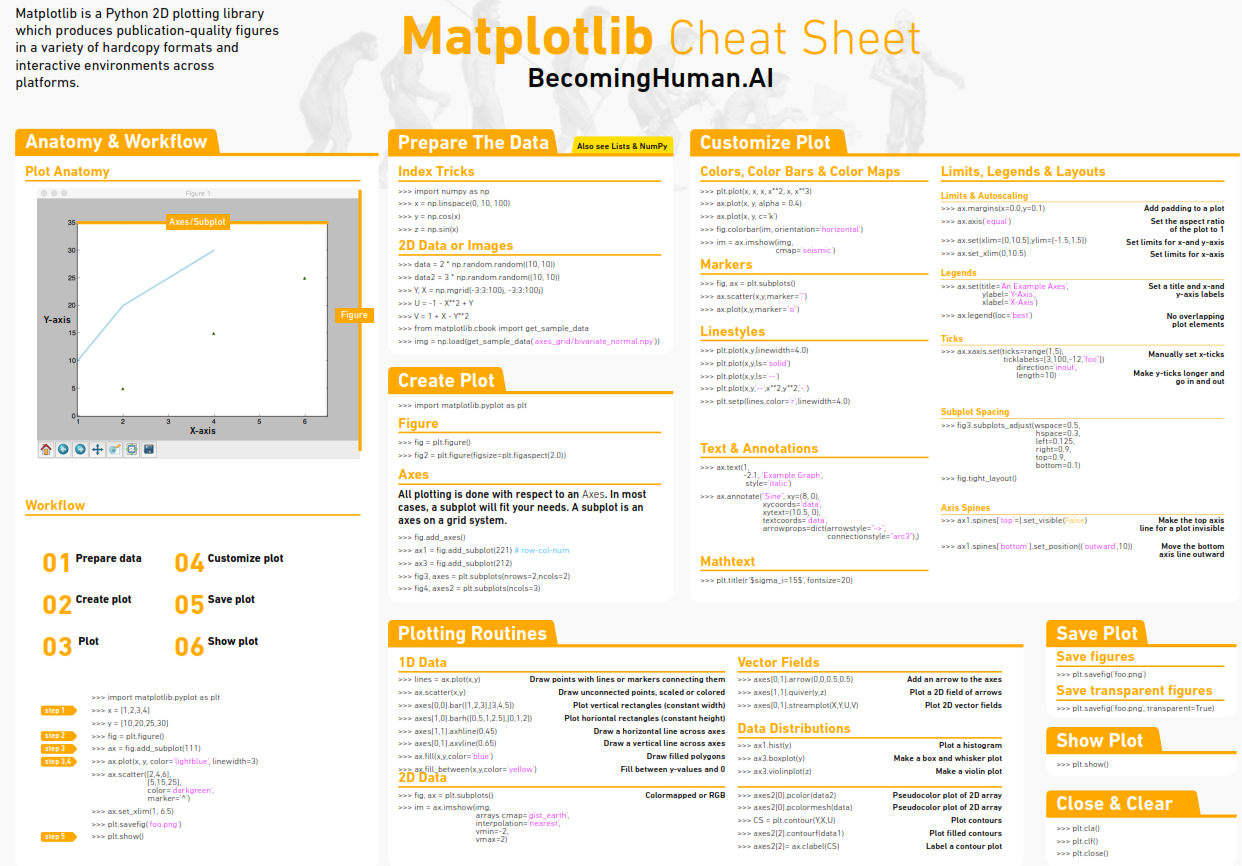 Matplotlib is a Python 2D plotting library
which produces publication-quality figures
in a variety of hardcopy formats and
interactive environments across
platforms.
Matplotlib Cheat Sheet
BecomingHuman.AI
Anatomy & Workflow
Plot Anatomy
Figure 1
Axes/Subplot
35
30
25
20
15
10
5
0
Y-axis
Figure
1 2 3 4 5 6
X-axis
Workflow
01 Prepare data
04 Customize plot
02 Create plot
05 Save plot
03 Plot
06 Show plot
>>> import matplotlib.pyplot as plt
step 1 >>> x = [1,2,3,4]
>>> y = [10,20,25,30]
step 2 >>> fig = plt.figure()
step 3 >>> ax = fig.add_subplot(111)
step 3,4 >>> ax.plot(x, y, color='lightblue', linewidth=3)
>>> ax.scatter([2,4,6],
[5,15,25],
color='darkgreen',
marker='^')
>>> ax.set_xlim(1, 6.5)
>>> plt.savefig('foo.png')
step 5 >>> plt.show()
Prepare The Data
Also see Lists & NumPy
Index Tricks
>>> import numpy as np
>>> x = np.linspace(0, 10, 100)
>>> y = np.cos(x)
>>> z = np.sin(x)
2D Data or Images
>>> data = 2 * np.random.random((10, 10))
>>> data2 = 3 * np.random.random((10, 10))
>>> Y, X = np.mgrid[-3:3:100j, -3:3:100j]
>>> U = -1 - X**2 + Y
>>> V = 1 + X - Y**2
>>> from matplotlib.cbook import get_sample_data
>>> img = np.load(get_sample_data('axes_grid/bivariate_normal.npy'))
Create Plot
>>> import matplotlib.pyplot as plt
Figure
>>> fig = plt.figure()
>>> fig2 = plt.figure(figsize=plt.figaspect(2.0))
Axes
All plotting is done with respect to an Axes. In most
cases, a subplot will fit your needs. A subplot is an
axes on a grid system.
>>> fig.add_axes()
>>> ax1 = fig.add_subplot(221) # row-col-num
>>> ax3 = fig.add_subplot(212)
>>> fig3, axes = plt.subplots(nrows=2,ncols=2)
>>> fig4, axes2 = plt.subplots(ncols=3)
Customize Plot
Colors, Color Bars & Color Maps
>>> plt.plot(x, x, x, x**2, x, x**3)
>>> ax.plot(x, y, alpha = 0.4)
>>> ax.plot(x, y, c='k')
>>> fig.colorbar(im, orientation='horizontal')
>>> im = ax.imshow(img,
cmap='seismic')
Markers
>>> fig, ax = plt.subplots()
>>> ax.scatter(x,y,marker=".")
>>> ax.plot(x,y,marker="o")
Linestyles
>>> plt.plot(x,y,linewidth=4.0)
>>> plt.plot(x,y,ls='solid')
>>> plt.plot(x,y,ls='--')
>>> plt.plot(x,y,'--',x**2,y**2,'-.')
>>> plt.setp(lines,color='r',linewidth=4.0)
Text & Annotations
>>> ax.text(1,
-2.1, 'Example Graph',
style='italic')
>>> ax.annotate("Sine", xy=(8, 0),
xycoords='data',
xytext=(10.5, 0),
textcoords='data',
arrowprops=dict(arrowstyle="->",
connectionstyle="arc3"),)
Mathtext
>>> plt.title(r'$sigma_i=15$', fontsize=20)
Limits, Legends & Layouts
Limits & Autoscaling
>>> ax.margins(x=0.0,y=0.1) Add padding to a plot
>>> ax.axis('equal') Set the aspect ratio
of the plot to 1
>>> ax.set(xlim=[0,10.5],ylim=[-1.5,1.5]) Set limits for x-and y-axis
>>> ax.set_xlim(0,10.5) Set limits for x-axis
Legends
>>> ax.set(title='An Example Axes', Set a title and x-and
ylabel='Y-Axis', y-axis labels
xlabel='X-Axis')
>>> ax.legend(loc='best') No overlapping
plot elements
Ticks
>>> ax.xaxis.set(ticks=range(1,5), Manually set x-ticks
ticklabels=[3,100,-12,"foo"])
direction='inout', Make y-ticks longer and
length=10) go in and out
Subplot Spacing
>>> fig3.subplots_adjust(wspace=0.5,
hspace=0.3,
left=0.125,
right=0.9,
top=0.9,
bottom=0.1)
>>> fig.tight_layout()
Axis Spines
>>> ax1.spines['top'=].set_visible(False) Make the top axis
line for a plot invisible
>>> ax1.spines['bottom'].set_position(('outward',10)) Move the bottom
axis line outward
Plotting Routines
1D Data
>>> lines = ax.plot(x,y) Draw points with lines or markers connecting them
>>> ax.scatter(x,y) Draw unconnected points, scaled or colored
>>> axes[0,0].bar([1,2,3],[3,4,5]) Plot vertical rectangles (constant width)
>>> axes[1,0].barh([0.5,1,2.5],[0,1,2]) Plot horiontal rectangles (constant height)
>>> axes[1,1].axhline(0.45) Draw a horizontal line across axes
>>> axes[0,1].axvline(0.65) Draw a vertical line across axes
>>> ax.fill(x,y,color='blue') Draw filled polygons
>>> ax.fill_between(x,y,color='yellow') Fill between y-values and 0
2D Data
>>> fig, ax = plt.subplots() Colormapped or RGB
>>> im = ax.imshow(img,
arrays cmap='gist_earth',
interpolation='nearest',
vmin=-2,
vmax=2)
Vector Fields
>>> axes[0,1].arrow(0,0,0.5,0.5) Add an arrow to the axes
>>> axes[1,1].quiver(y,z) Plot a 2D field of arrows
>>> axes[0,1].streamplot(X,Y,U,V) Plot 2D vector fields
Data Distributions
>>> ax1.hist(y) Plot a histogram
>>> ax3.boxplot(y) Make a box and whisker plot
>>> ax3.violinplot(z) Make a violin plot
>>> axes2[0].pcolor(data2) Pseudocolor plot of 2D array
>>> axes2[0].pcolormesh(data) Pseudocolor plot of 2D array
>>> CS = plt.contour(Y,X,U) Plot contours
>>> axes2[2].contourf(data1) Plot filled contours
>>> axes2[2]= ax.clabel(CS) Label a contour plot
Save Plot
Save figures
>>> plt.savefig('foo.png')
Save transparent figures
>>> plt.savefig('foo.png', transparent=True)
Show Plot
>>> plt.show()
Close & Clear
>>> plt.cla()
>>> plt.clf()
>>> plt.close()